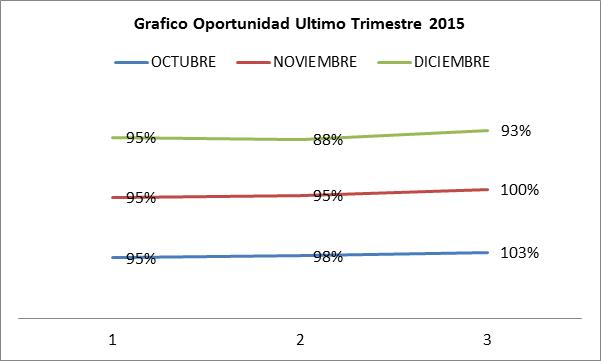 Grafico Oportunidad Ultimo Trimestre 2015
OCTUBRE NOVIEMBRE DICIEMBRE
95% 88% 93%
95% 95% 100%
95% 98% 103%
1 2 3